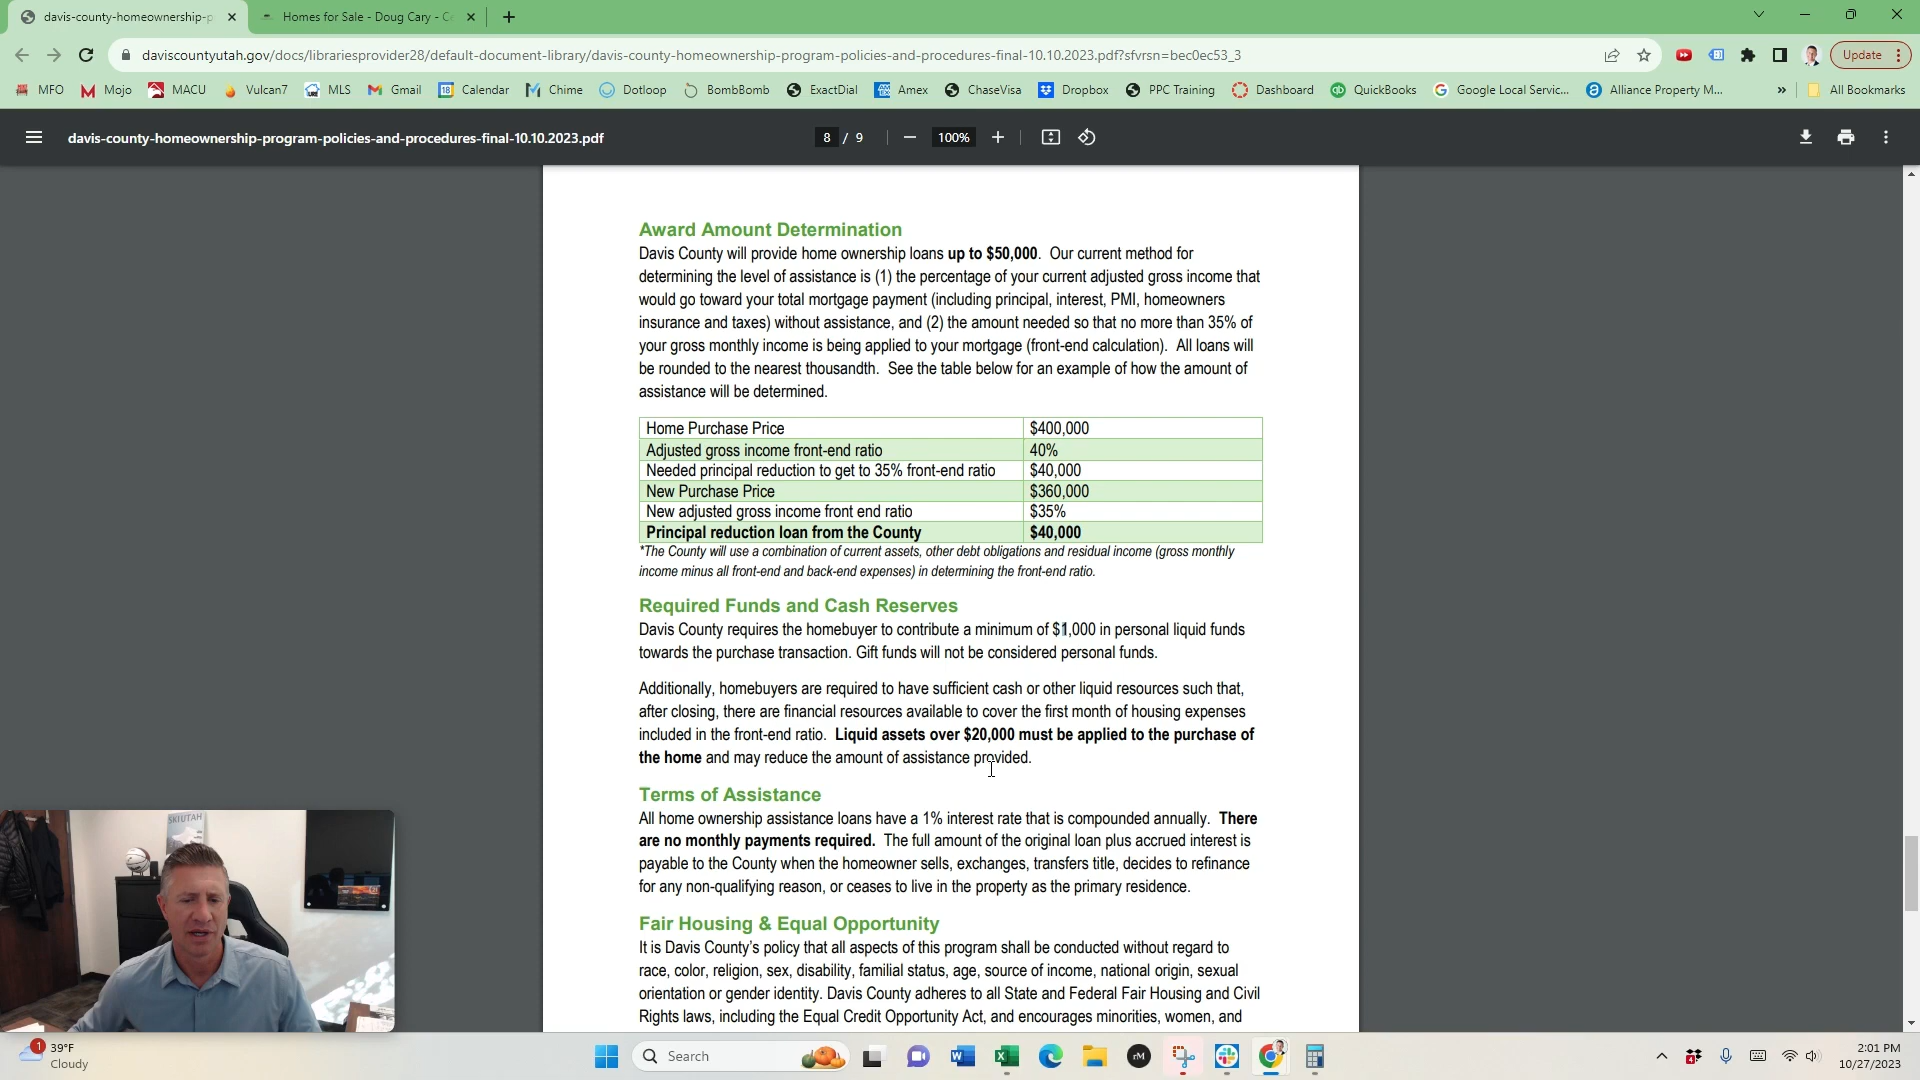 davis-county-homeownership-p
Homes for Sale - Doug Cary - C
daviscountyutah.gov/docs/librariesprovider28/default-document-library/davis-county-homeownership-program-policies-and-procedures-final-10.10.2023.pdf?sfvrsn=bec0ec53_3
Update
MFO
Mojo
MACU
Vulcan7
MLS
Gmail
Calendar
Chime
Dotloop
BombBomb
ExactDial
Amex
ChaseVisa
Dropbox
PPC Training
Dashboard
QuickBooks
Google Local Servic...
Alliance Property M...
»
All Bookmarks
davis-county-homeownership-program-policies-and-procedures-final-10.10.2023.pdf
8 / 9
100%
Award Amount Determination
Davis County will provide home ownership loans up to $50,000. Our current method for
determining the level of assistance is (1) the percentage of your current adjusted gross income that
would go toward your total mortgage payment (including principal, interest, PMI, homeowners
insurance and taxes) without assistance, and (2) the amount needed so that no more than 35% of
your gross monthly income is being applied to your mortgage (front-end calculation). All loans will
be rounded to the nearest thousandth. See the table below for an example of how the amount of
assistance will be determined.
Home Purchase Price $400,000
Adjusted gross income front-end ratio 40%
Needed principal reduction to get to 35% front-end ratio $40,000
New Purchase Price $360,000
New adjusted gross income front end ratio $35%
Principal reduction loan from the County $40,000
*The County will use a combination of current assets, other debt obligations and residual income (gross monthly
income minus all front-end and back-end expenses) in determining the front-end ratio.
Required Funds and Cash Reserves
Davis County requires the homebuyer to contribute a minimum of $1,000 in personal liquid funds
towards the purchase transaction. Gift funds will not be considered personal funds.
Additionally, homebuyers are required to have sufficient cash or other liquid resources such that,
after closing, there are financial resources available to cover the first month of housing expenses
included in the front-end ratio. Liquid assets over $20,000 must be applied to the purchase of
the home and may reduce the amount of assistance provided.
Terms of Assistance
All home ownership assistance loans have a 1% interest rate that is compounded annually. There
are no monthly payments required. The full amount of the original loan plus accrued interest is
payable to the County when the homeowner sells, exchanges, transfers title, decides to refinance
for any non-qualifying reason, or ceases to live in the property as the primary residence.
Fair Housing & Equal Opportunity
It is Davis County's policy that all aspects of this program shall be conducted without regard to
race, color, religion, sex, disability, familial status, age, source of income, national origin, sexual
orientation or gender identity. Davis County adheres to all State and Federal Fair Housing and Civil
Rights laws, including the Equal Credit Opportunity Act, and encourages minorities, women, and
SKI UTAH
1
39°F
Cloudy
Search
rM
4
2:01 PM
10/27/2023